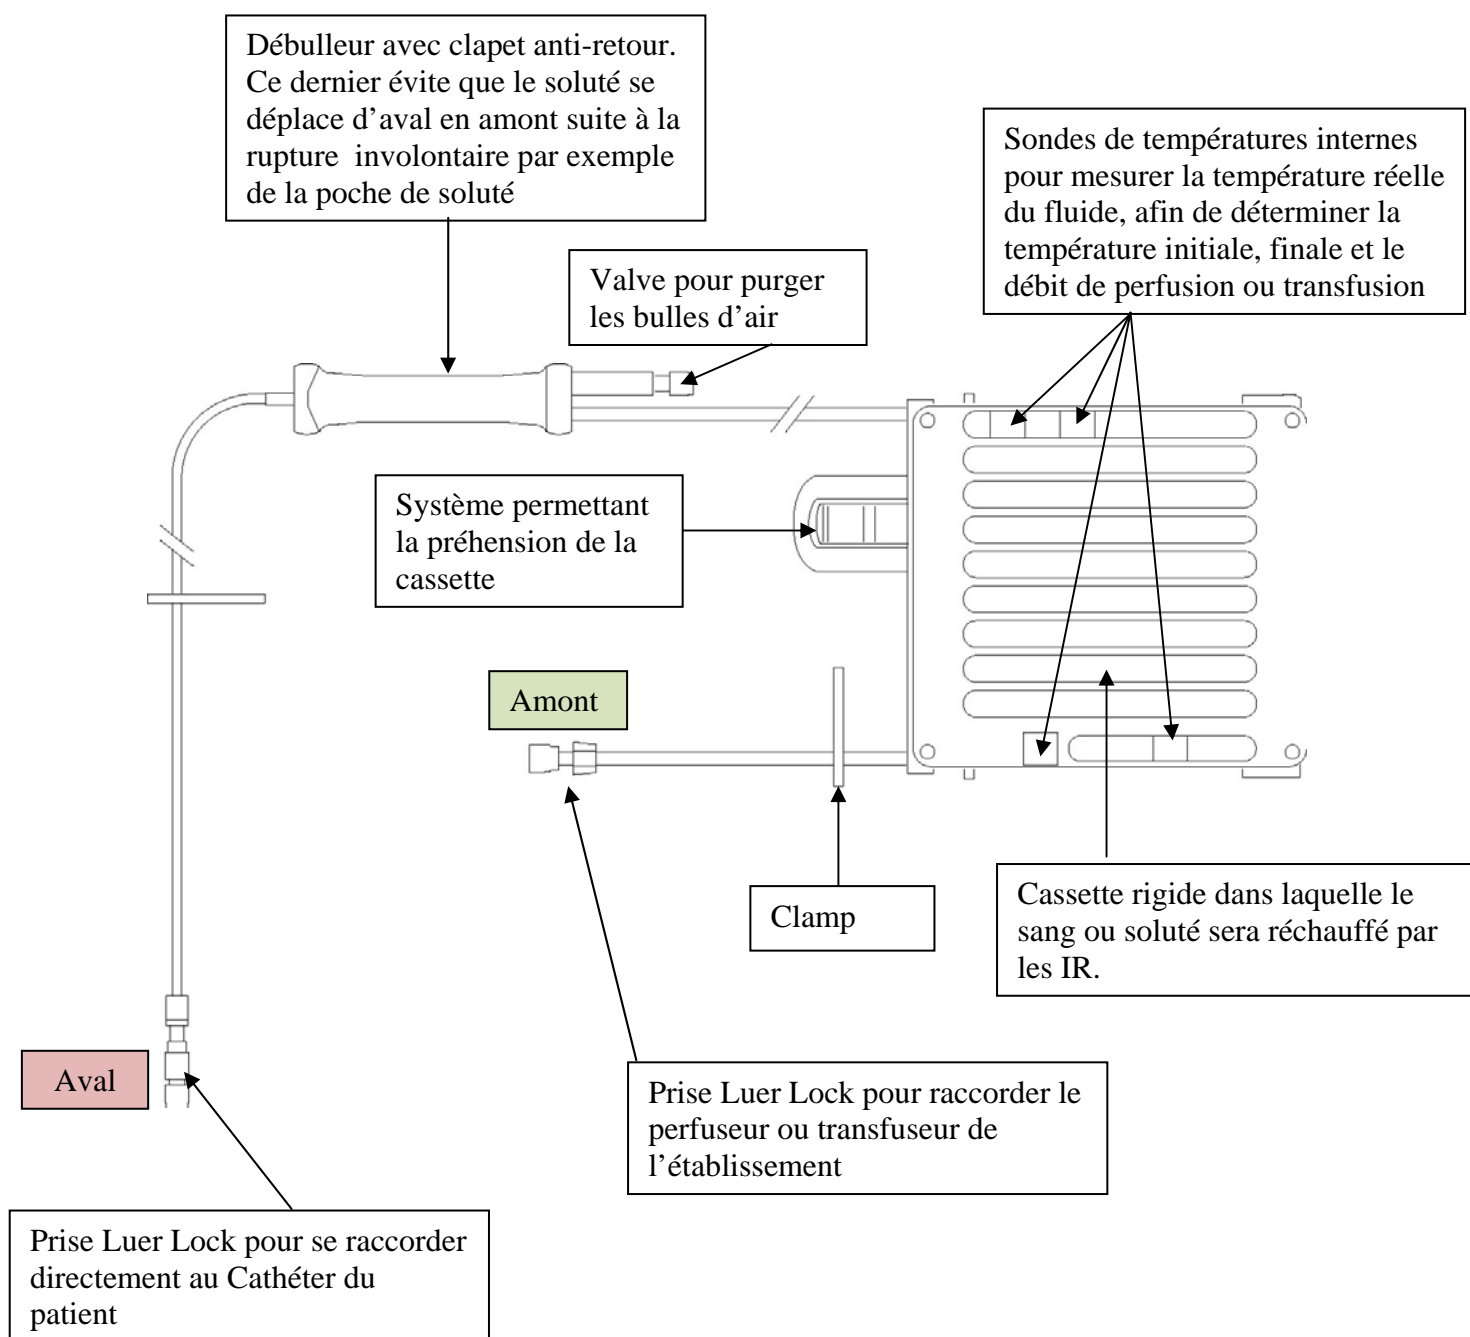 Débulleur avec clapet anti-retour.
Ce dernier évite que le soluté se
déplace d’aval en amont suite à la
rupture involontaire par exemple
de la poche de soluté
Sondes de températures internes
pour mesurer la température réelle
du fluide, afin de déterminer la
température initiale, finale et le
débit de perfusion ou transfusion
Valve pour purger
les bulles d’air
Système permettant
la préhension de la
cassette
Amont
Clamp
Cassette rigide dans laquelle le
sang ou soluté sera réchauffé par
les IR.
Aval
Prise Luer Lock pour raccorder le
perfuseur ou transfuseur de
l’établissement
Prise Luer Lock pour se raccorder
directement au Cathéter du
patient